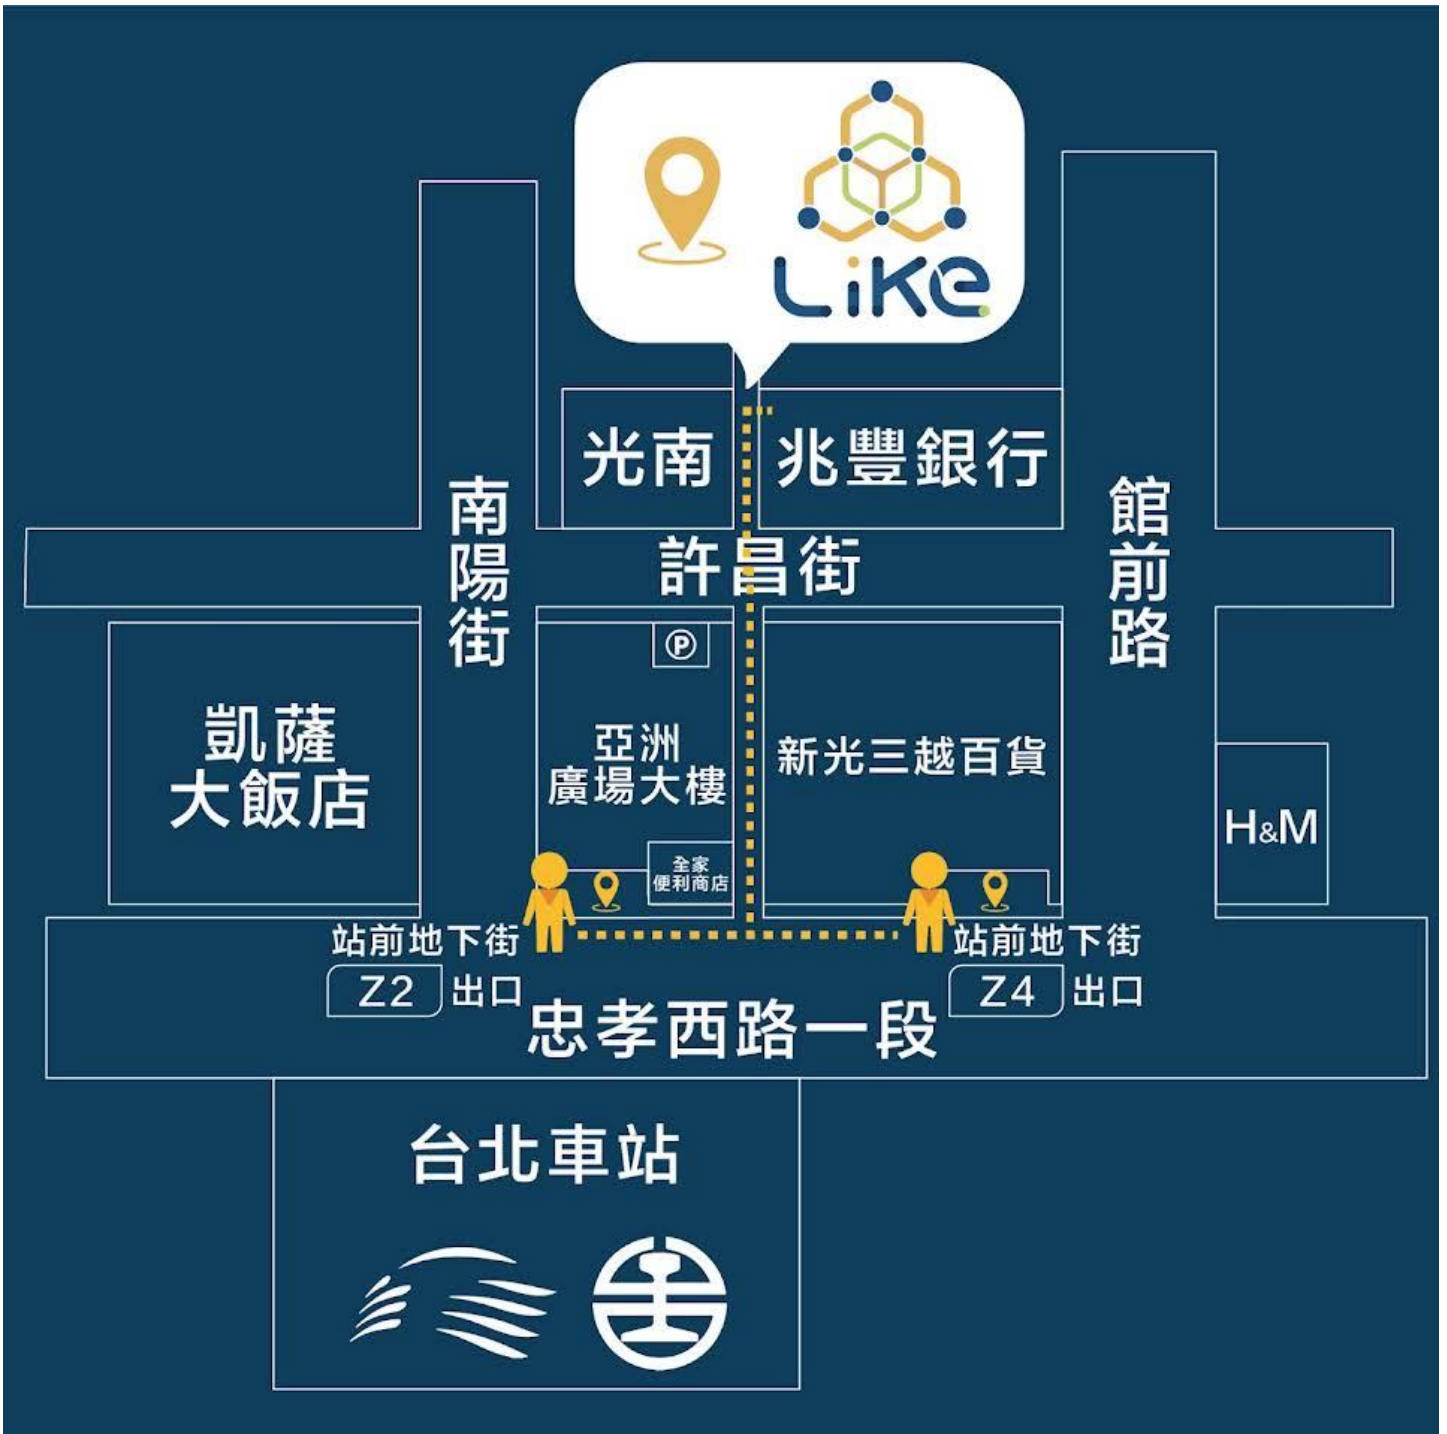 LiKe
光南
兆豐銀行
南陽街
許昌街
館前路
Ⓟ
凱薩
大飯店
亞洲
廣場大樓
新光三越百貨
H&M
全家
便利商店
站前地下街
Z2 出口
站前地下街
Z4 出口
忠孝西路一段
台北車站